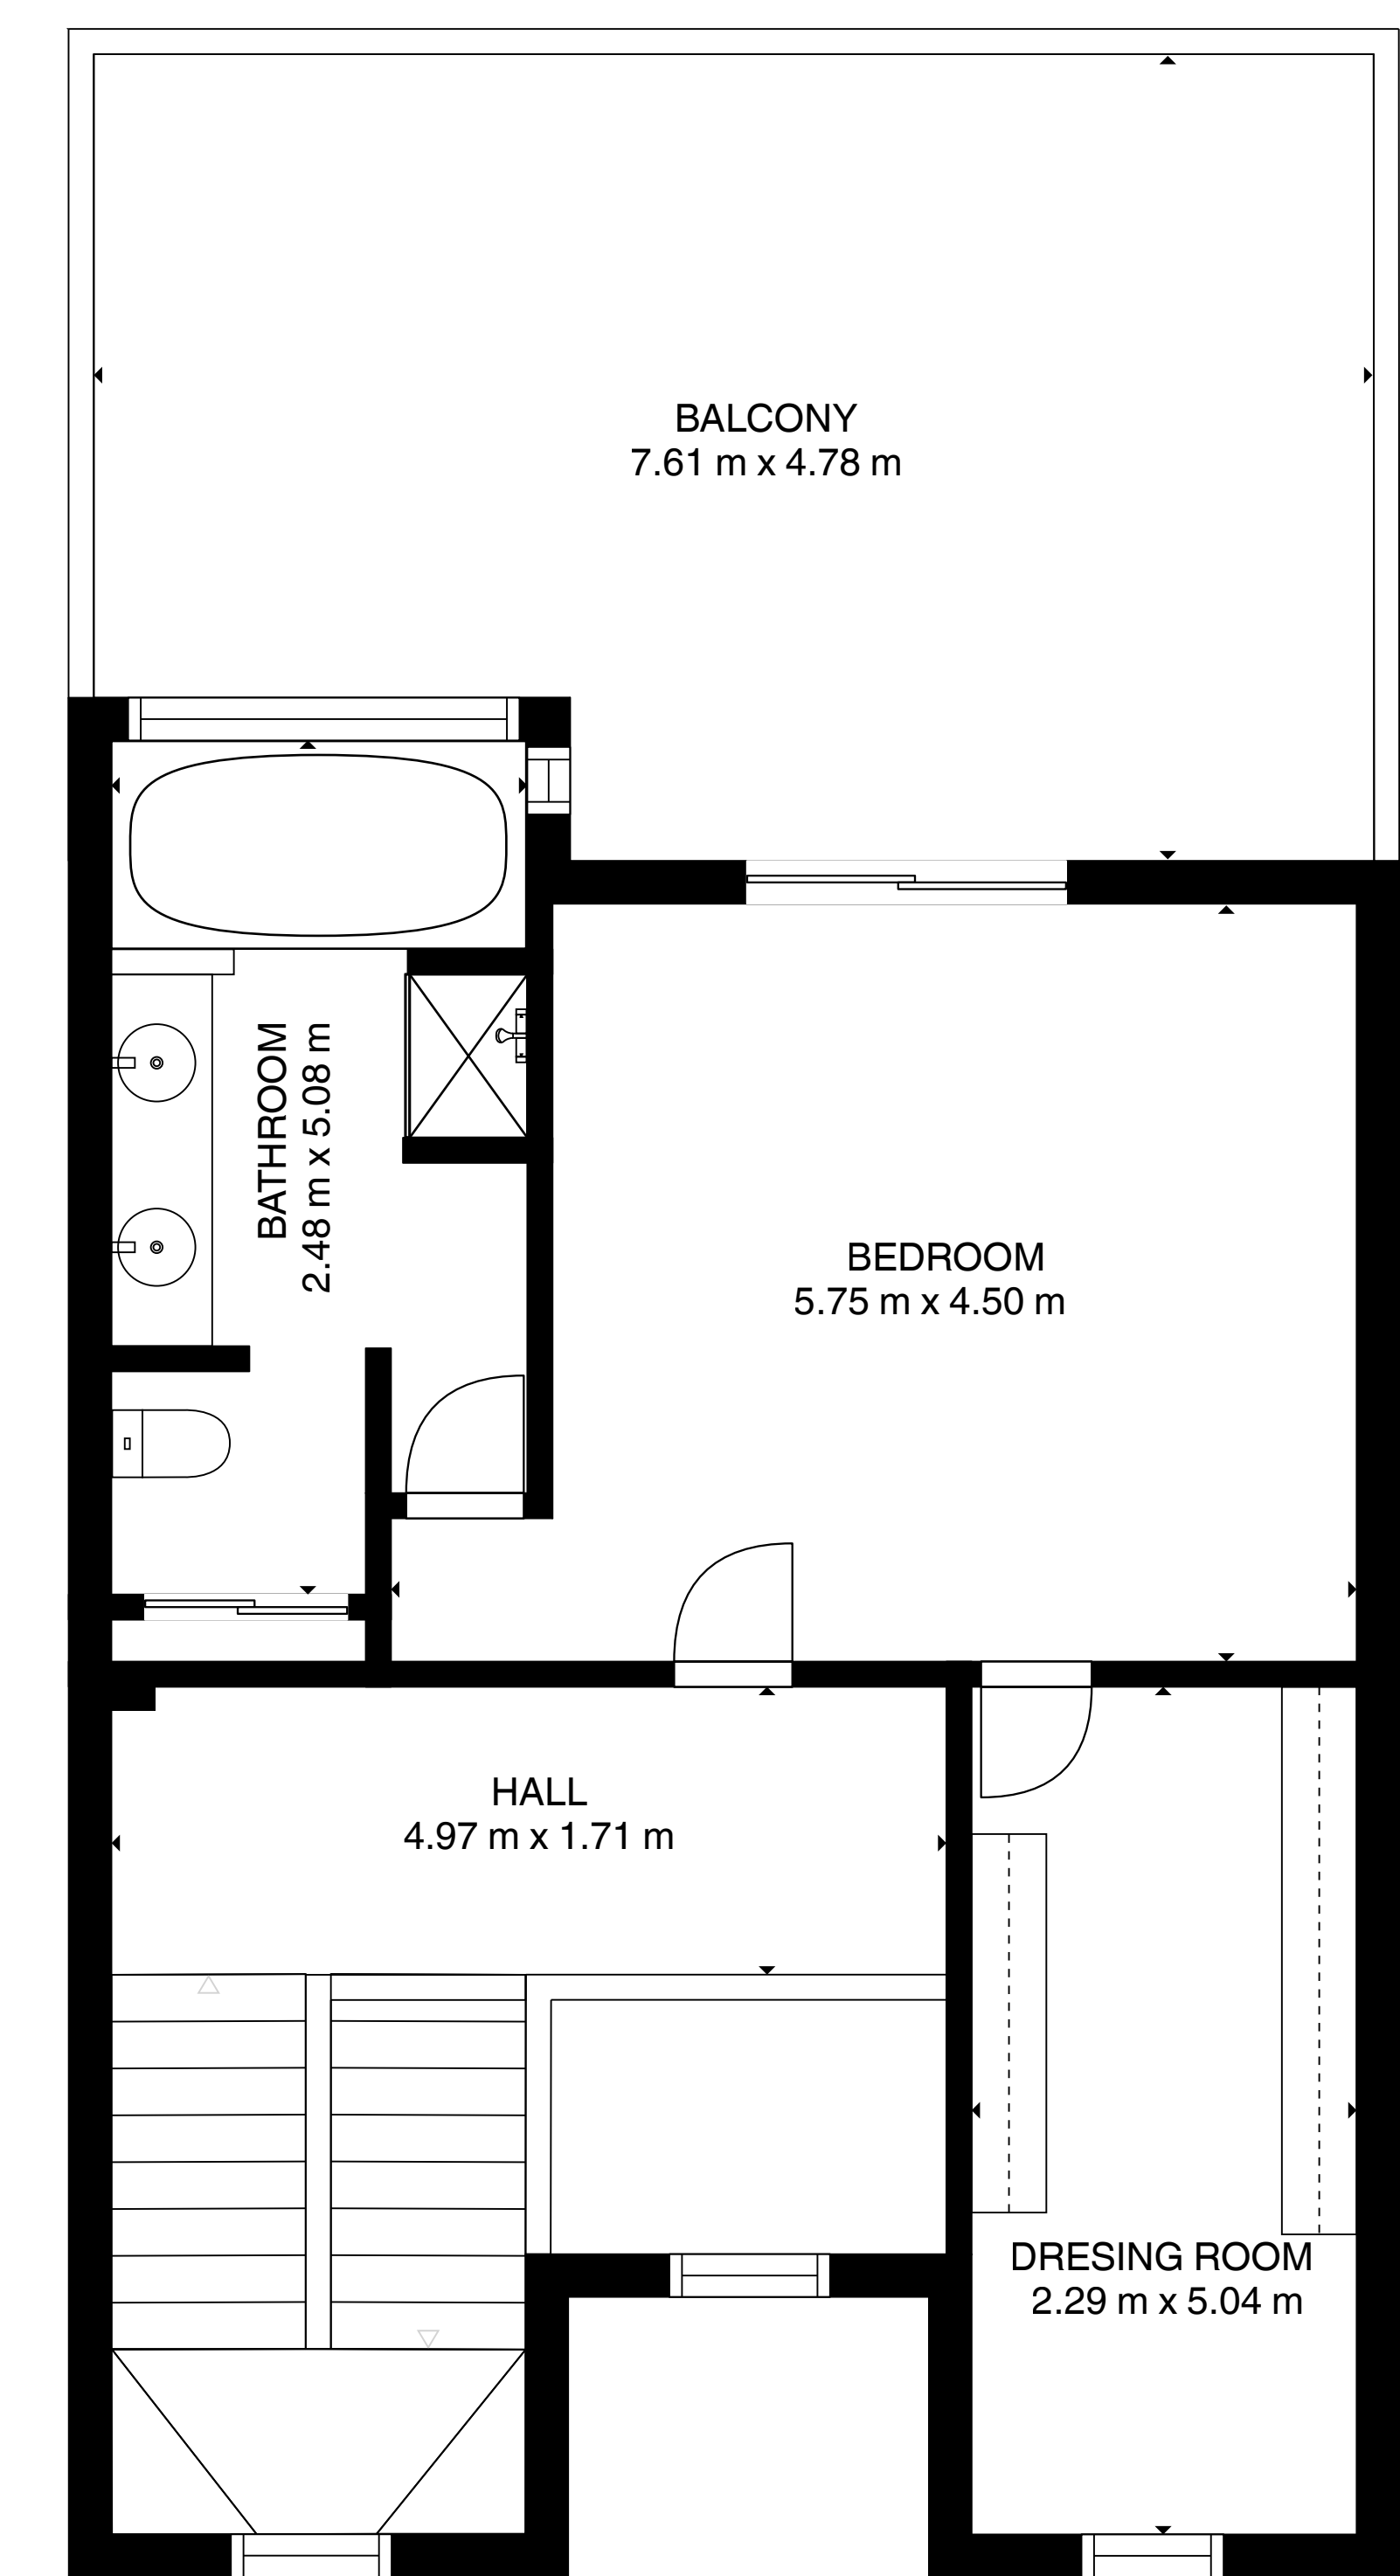 BALCONY
7.61 m x 4.78 m
BATHROOM
2.48 m x 5.08 m
BEDROOM
5.75 m x 4.50 m
HALL
4.97 m x 1.71 m
DRESING ROOM
2.29 m x 5.04 m